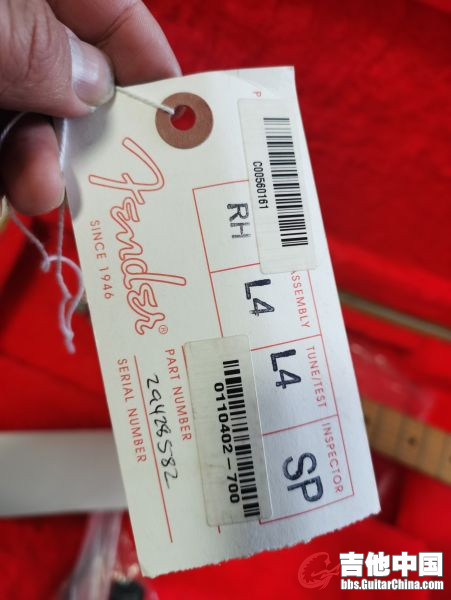 Fender®
SINCE 1946
PART NUMBER
0110402-700
SERIAL NUMBER
C00560161
RH
ASSEMBLY
L4
TUNE/TEST
L4
INSPECTOR
SP
吉他中国
bbs.GuitarChina.com